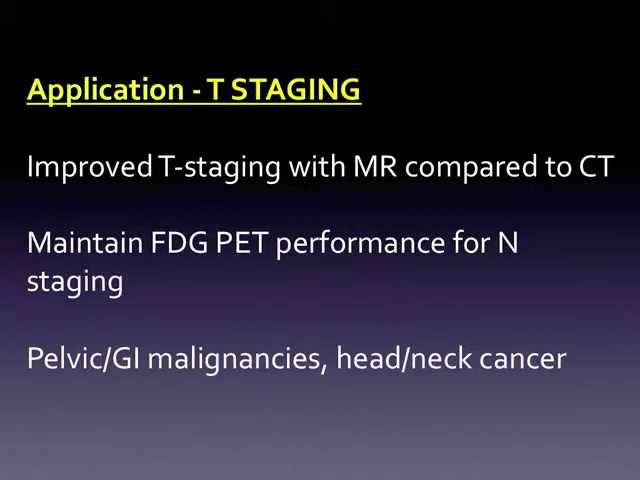 Application - T STAGING
Improved T-staging with MR compared to CT
Maintain FDG PET performance for N
staging
Pelvic/GI malignancies, head/neck cancer